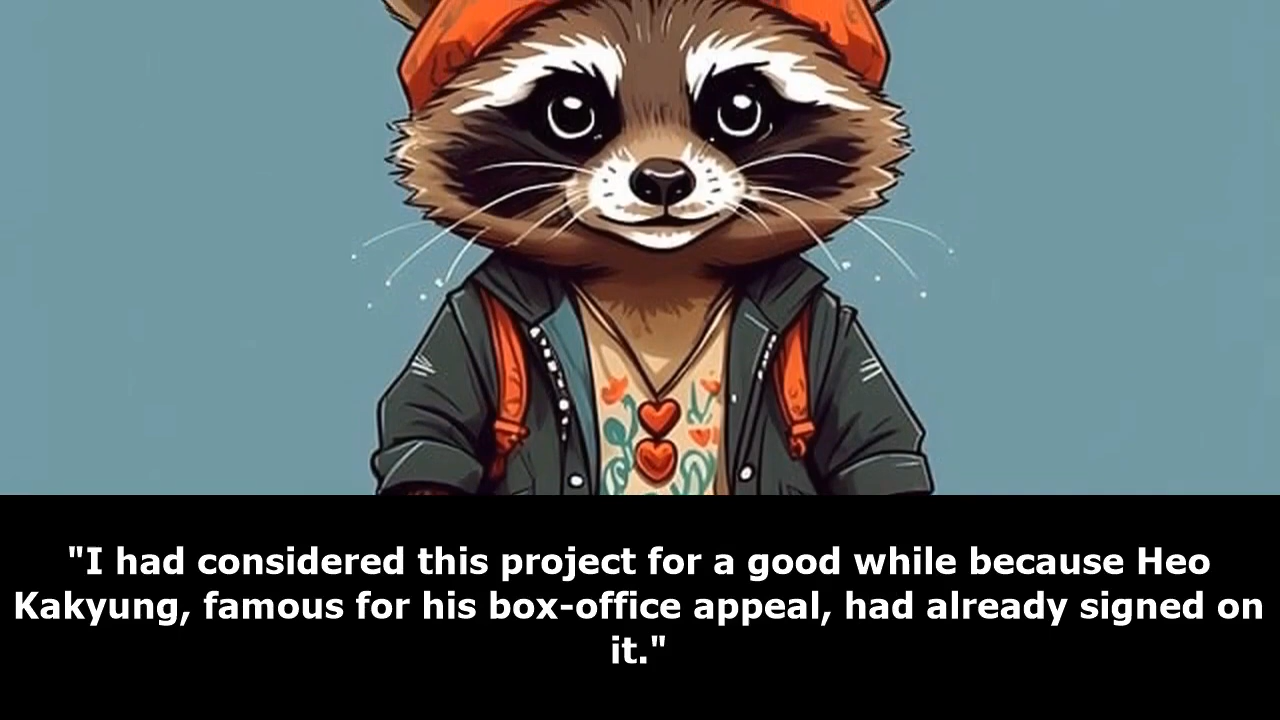 "I had considered this project for a good while because Heo
Kakyung, famous for his box-office appeal, had already signed on
it."